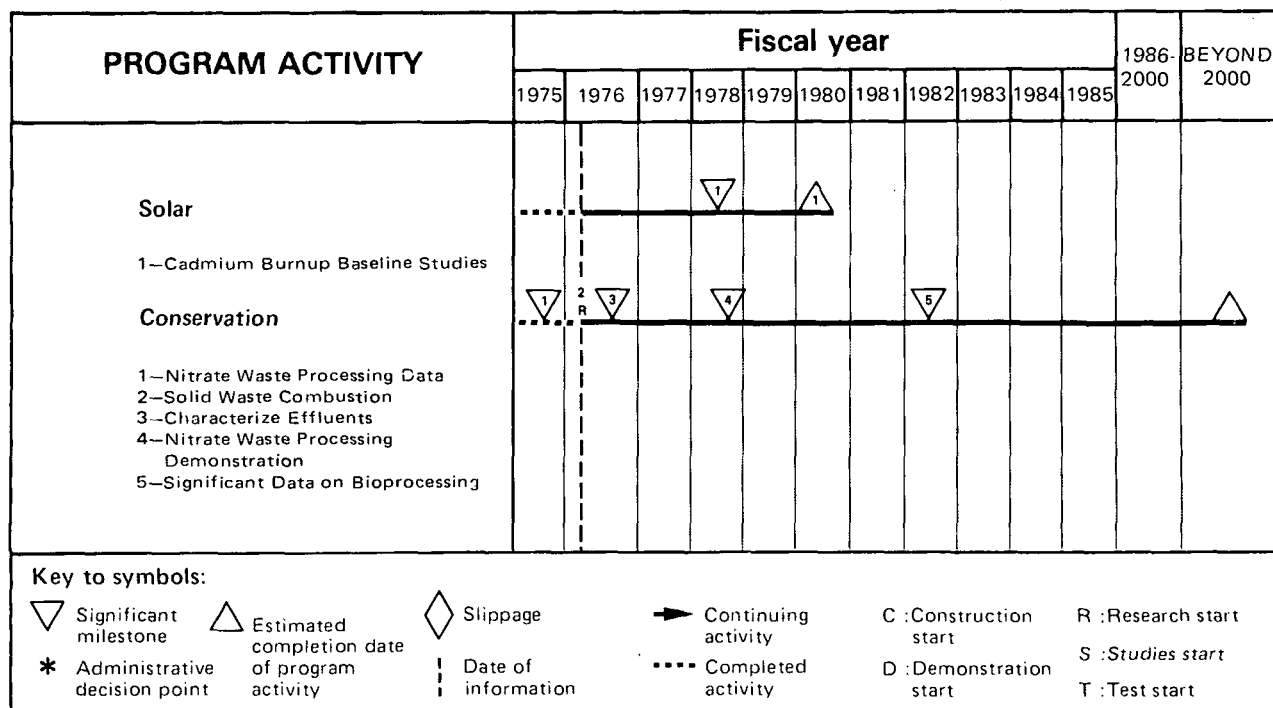 PROGRAM ACTIVITY
Fiscal year
1986-
2000
BEYOND
2000
1975 1976 1977 1978 1979 1980 1981 1982 1983 1984 1985
Solar
1 1
1—Cadmium Burnup Baseline Studies
Conservation
1 2 3 4 5
R
1—Nitrate Waste Processing Data
2—Solid Waste Combustion
3—Characterize Effluents
4—Nitrate Waste Processing
Demonstration
5—Significant Data on Bioprocessing
Key to symbols:
Significant
milestone
* Administrative
decision point
Estimated
completion date
of program
activity
Slippage
Date of
information
Continuing
activity
Completed
activity
C :Construction
start
D :Demonstration
start
R :Research start
S :Studies start
T :Test start